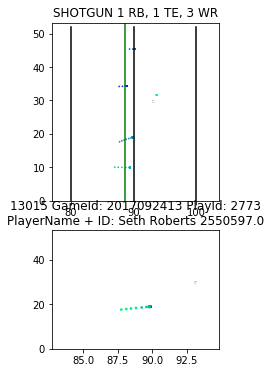 SHOTGUN 1 RB, 1 TE, 3 WR
50
40
30
20
10
0
80 90 100
13015 GameId: 2017092413 PlayId: 2773
PlayerName + ID: Seth Roberts 2550597.0
40
20
0
85.0 87.5 90.0 92.5